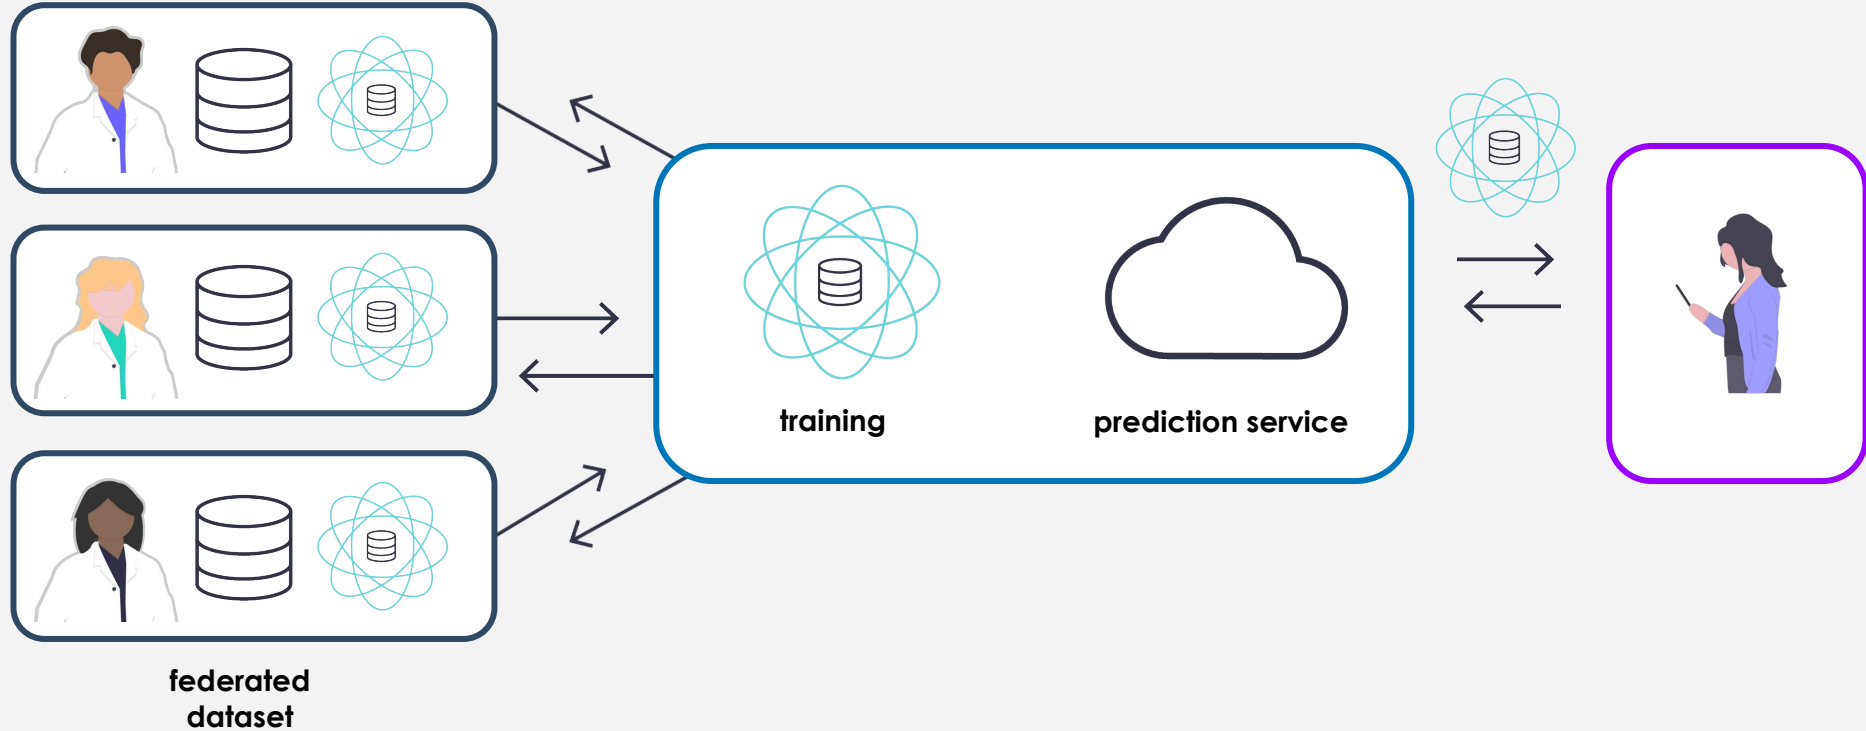 training
prediction service
federated
dataset